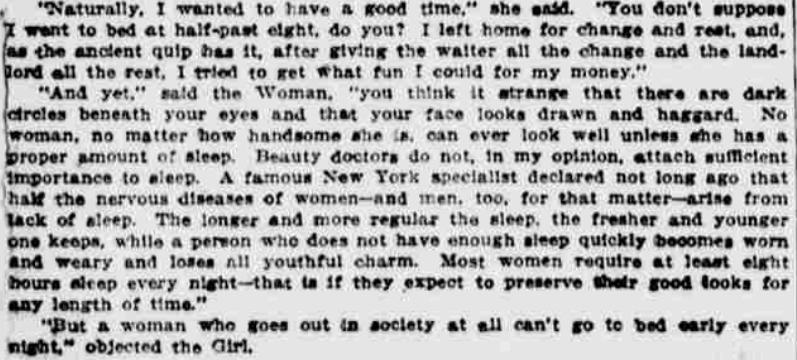 "Naturally, I wanted to have a good time," she said. "You don't suppose
I went to bed at half-past eight, do you? I left home for change and rest, and,
as the ancient quip has it, after giving the waiter all the change and the land-
lord all the rest, I tried to get what fun I could for my money."
"And yet," said the Woman, "you think it strange that there are dark
circles beneath your eyes and that your face looks drawn and haggard. No
woman, no matter how handsome she is, can ever look well unless she has a
proper amount of sleep. Beauty doctors do not, in my opinion, attach sufficient
importance to sleep. A famous New York specialist declared not long ago that
half the nervous diseases of women—and men, too, for that matter—arise from
lack of sleep. The longer and more regular the sleep, the fresher and younger
one keeps, while a person who does not have enough sleep quickly becomes worn
and weary and loses all youthful charm. Most women require at least eight
hours sleep every night—that is if they expect to preserve their good looks for
any length of time."
"But a woman who goes out in society at all can't go to bed early every
night," objected the Girl.